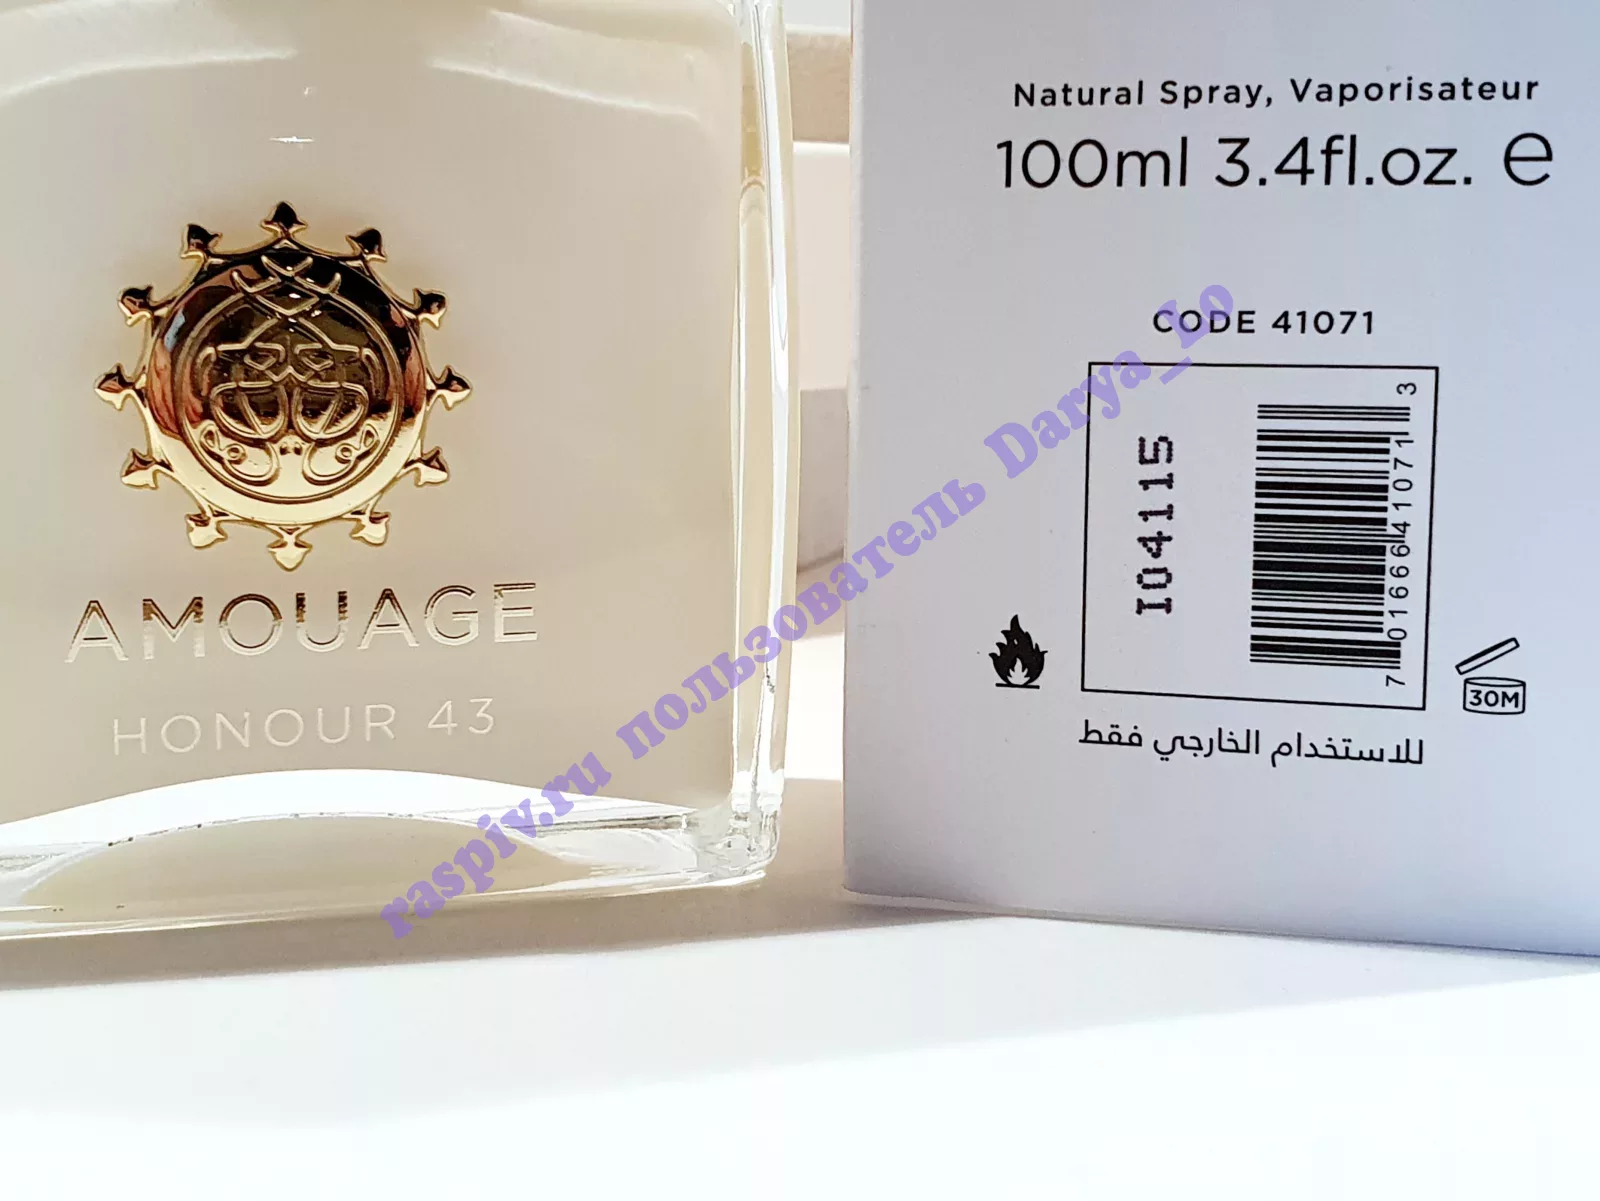 AMOUAGE
HONOUR 43
Natural Spray, Vaporisateur
100ml 3.4fl.oz. e
CODE 41071
I04115
7 01666 41071 3
30M
للاستخدام الخارجي فقط
raspiv.ru пользователь Darya_Lo